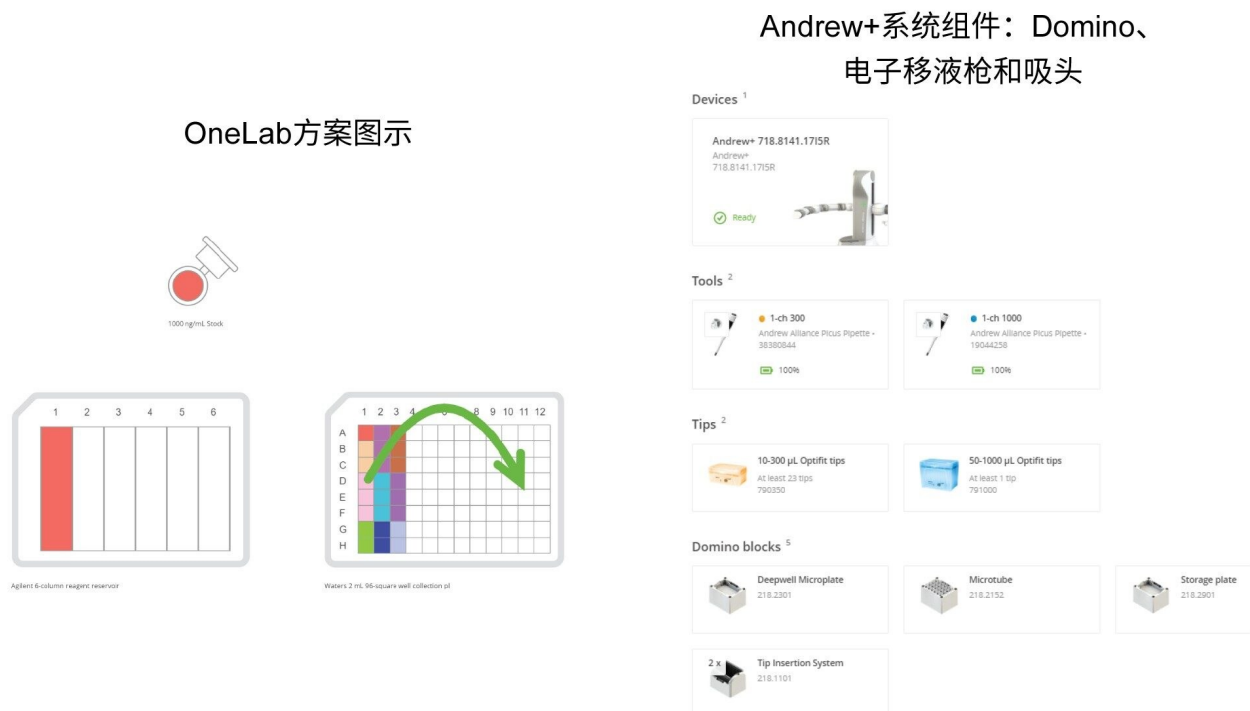 OneLab方案图示
1000 ng/mL Stock
1 2 3 4 5 6
Agilent 6-column reagent reservoir
1 2 3 4 8 9 10 11 12
A
B
C
D
E
F
G
H
Waters 2 mL 96-square well collection pl
Andrew+系统组件：Domino、
电子移液枪和吸头
Devices 1
Andrew+ 718.8141.17I5R
Andrew+
718.8141.17I5R
Ready
Tools 2
1-ch 300
Andrew Alliance Picus Pipette -
38380844
100%
1-ch 1000
Andrew Alliance Picus Pipette -
19044258
100%
Tips 2
10-300 µL Optifit tips
At least 23 tips
790350
50-1000 µL Optifit tips
At least 1 tip
791000
Domino blocks 5
Deepwell Microplate
218.2301
Microtube
218.2152
Storage plate
218.2901
2 x
Tip Insertion System
218.1101